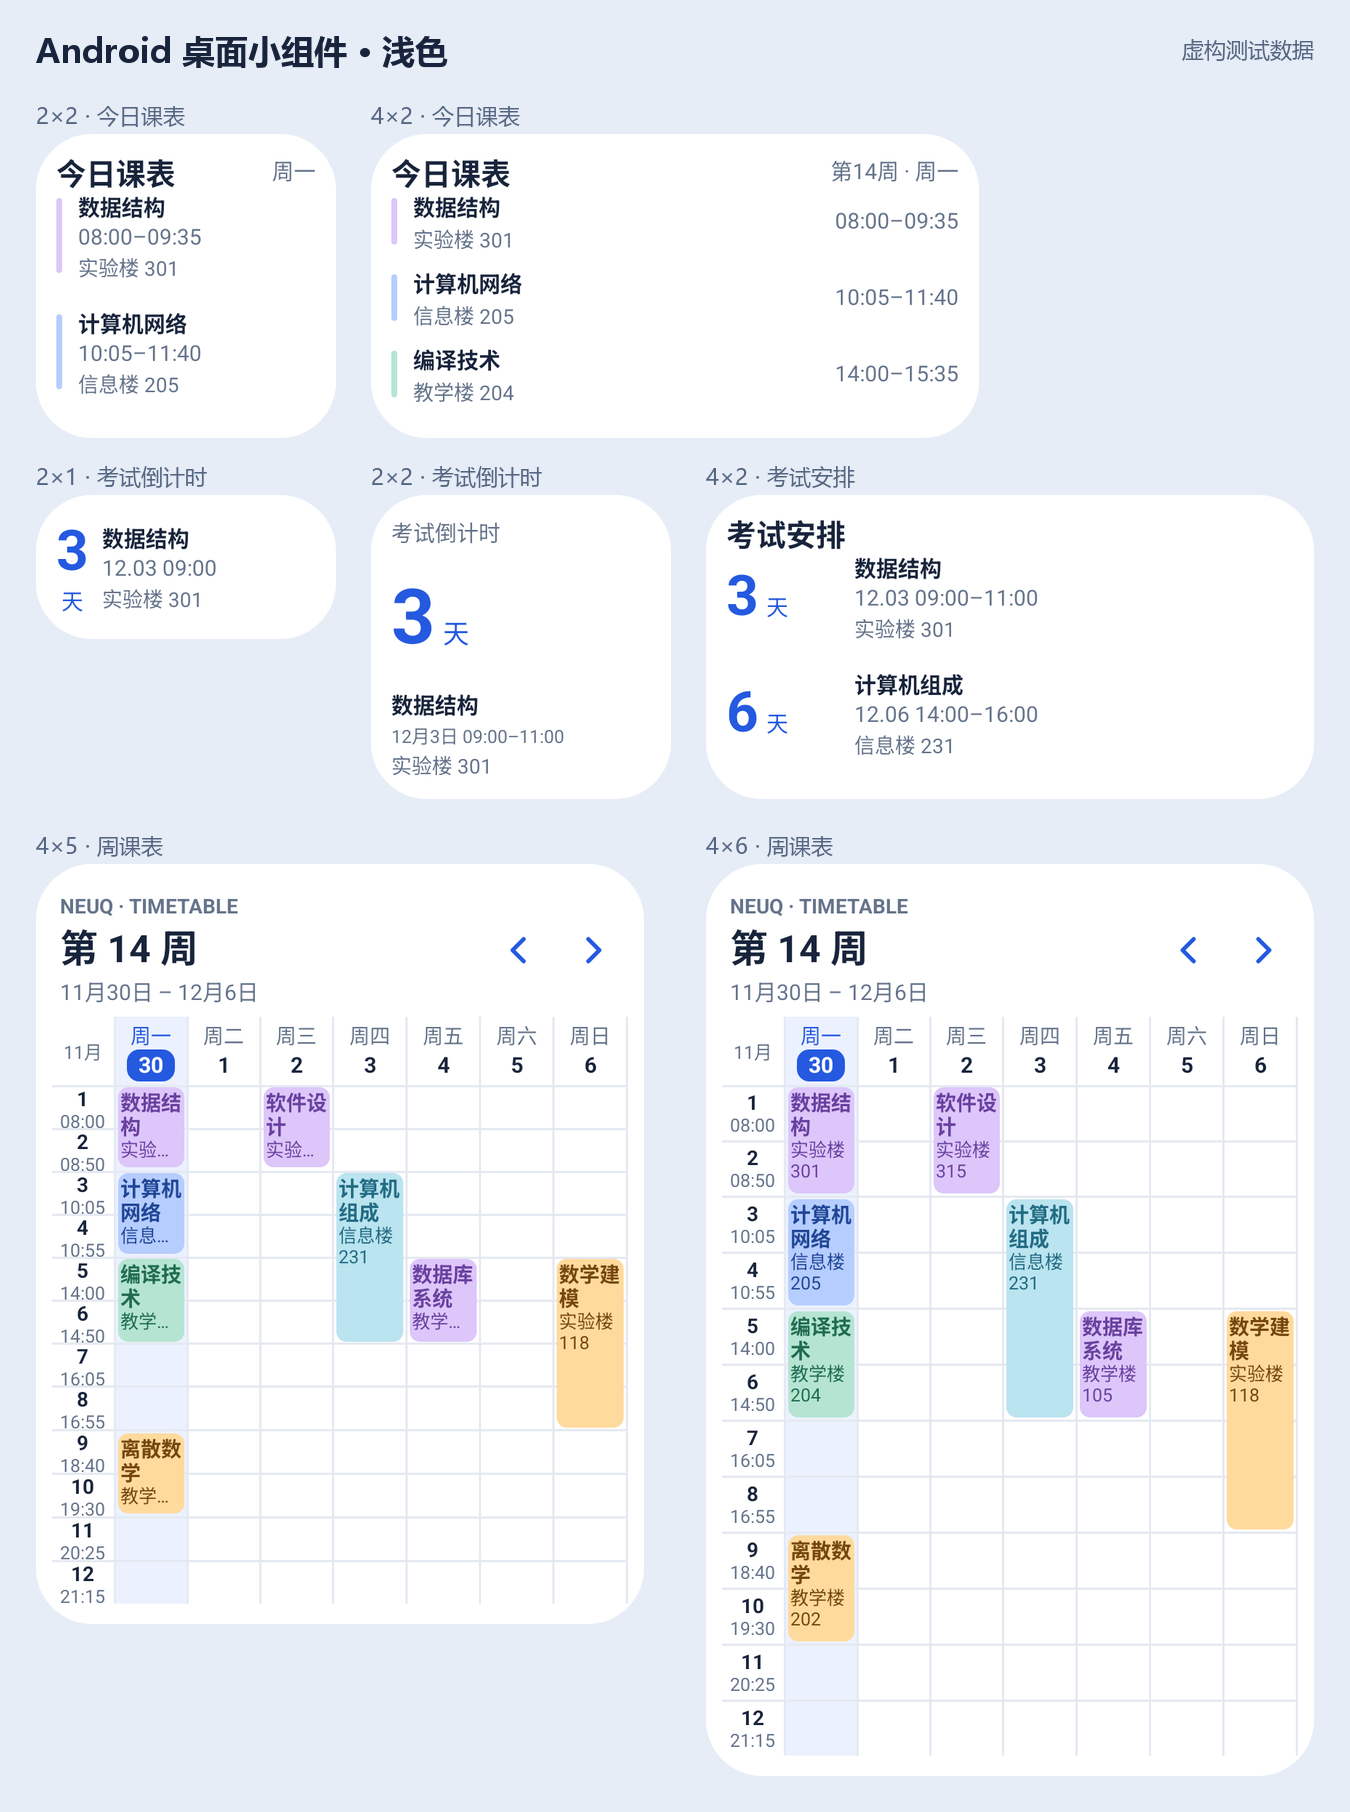 Android 桌面小组件 • 浅色
虚构测试数据
2×2 · 今日课表
今日课表
周一
数据结构
08:00–09:35
实验楼 301
计算机网络
10:05–11:40
信息楼 205
4×2 · 今日课表
今日课表
第14周 · 周一
数据结构
实验楼 301
08:00–09:35
计算机网络
信息楼 205
10:05–11:40
编译技术
教学楼 204
14:00–15:35
2×1 · 考试倒计时
3
天
数据结构
12.03 09:00
实验楼 301
2×2 · 考试倒计时
考试倒计时
3 天
数据结构
12月3日 09:00–11:00
实验楼 301
4×2 · 考试安排
考试安排
3 天
数据结构
12.03 09:00–11:00
实验楼 301
6 天
计算机组成
12.06 14:00–16:00
信息楼 231
4×5 · 周课表
NEUQ · TIMETABLE
第 14 周
11月30日 – 12月6日
11月
周一 周二 周三 周四 周五 周六 周日
30 1 2 3 4 5 6
1
08:00
2
08:50
3
10:05
4
10:55
5
14:00
6
14:50
7
16:05
8
16:55
9
18:40
10
19:30
11
20:25
12
21:15
数据结
构
实验...
计算机
网络
信息...
编译技
术
教学...
离散数
学
教学...
软件设
计
实验...
计算机
组成
信息楼
231
数据库
系统
教学...
数学建
模
实验楼
118
4×6 · 周课表
NEUQ · TIMETABLE
第 14 周
11月30日 – 12月6日
11月
周一 周二 周三 周四 周五 周六 周日
30 1 2 3 4 5 6
1
08:00
2
08:50
3
10:05
4
10:55
5
14:00
6
14:50
7
16:05
8
16:55
9
18:40
10
19:30
11
20:25
12
21:15
数据结
构
实验楼
301
计算机
网络
信息楼
205
编译技
术
教学楼
204
离散数
学
教学楼
202
软件设
计
实验楼
315
计算机
组成
信息楼
231
数据库
系统
教学楼
105
数学建
模
实验楼
118